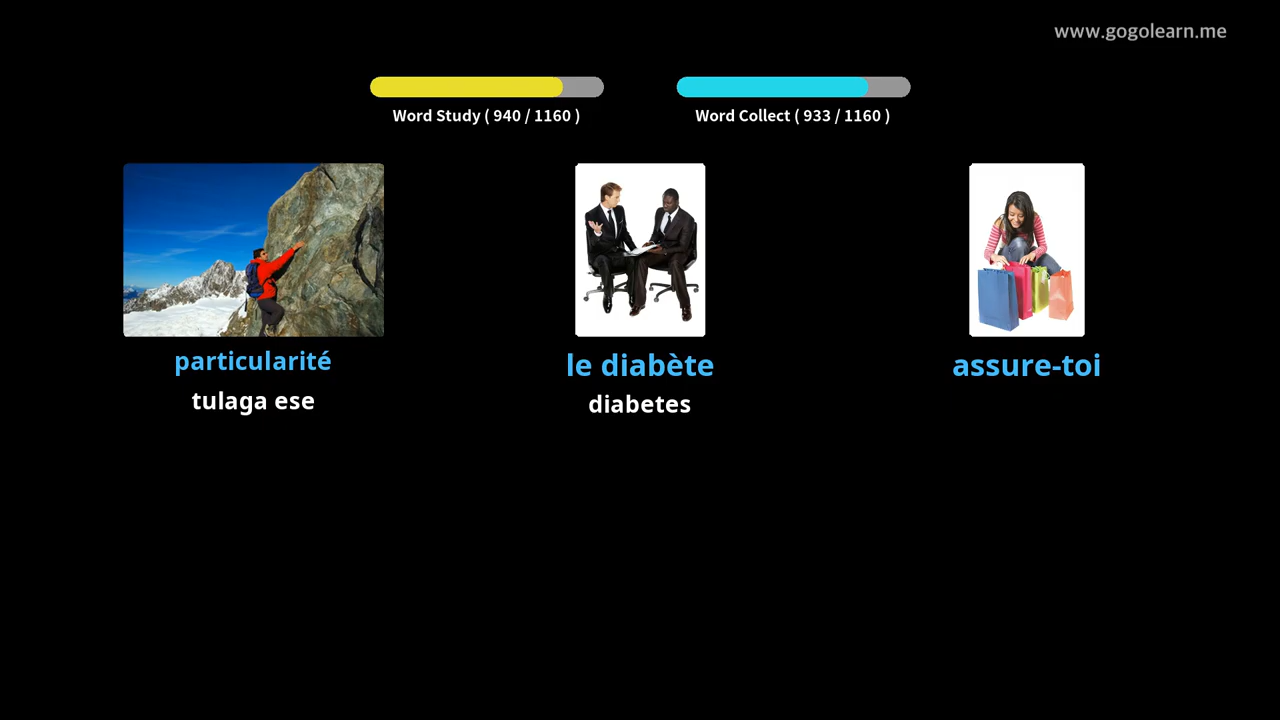 www.gogolearn.me
Word Study ( 940 / 1160 )
Word Collect ( 933 / 1160 )
particularité
tulaga ese
le diabète
diabetes
assure-toi